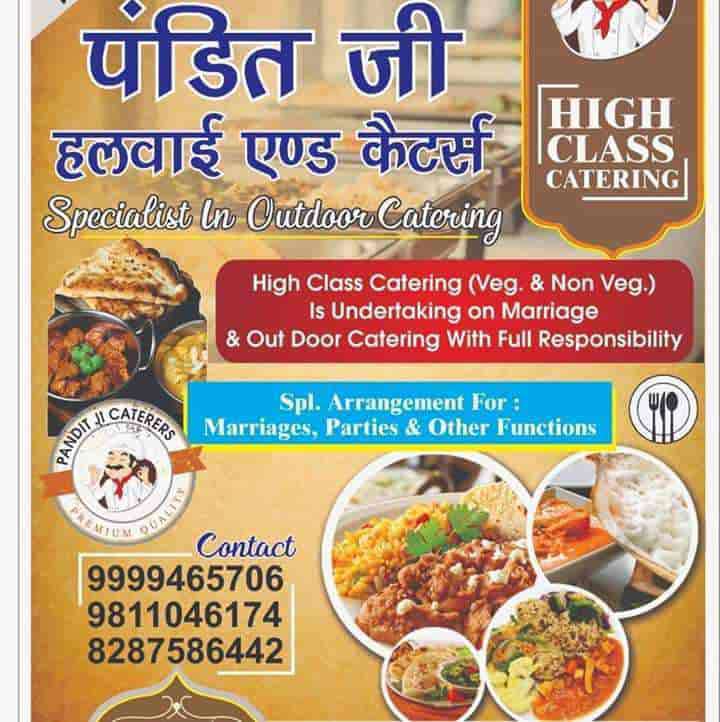 पंडित जी
हलवाई एण्ड कैटर्स
Specialist In Outdoor Catering
HIGH
CLASS
CATERING
High Class Catering (Veg. & Non Veg.)
Is Undertaking on Marriage
& Out Door Catering With Full Responsibility
Spl. Arrangement For :
Marriages, Parties & Other Functions
PANDIT JI CATERERS
PREMIUM QUALITY
Contact
9999465706
9811046174
8287586442